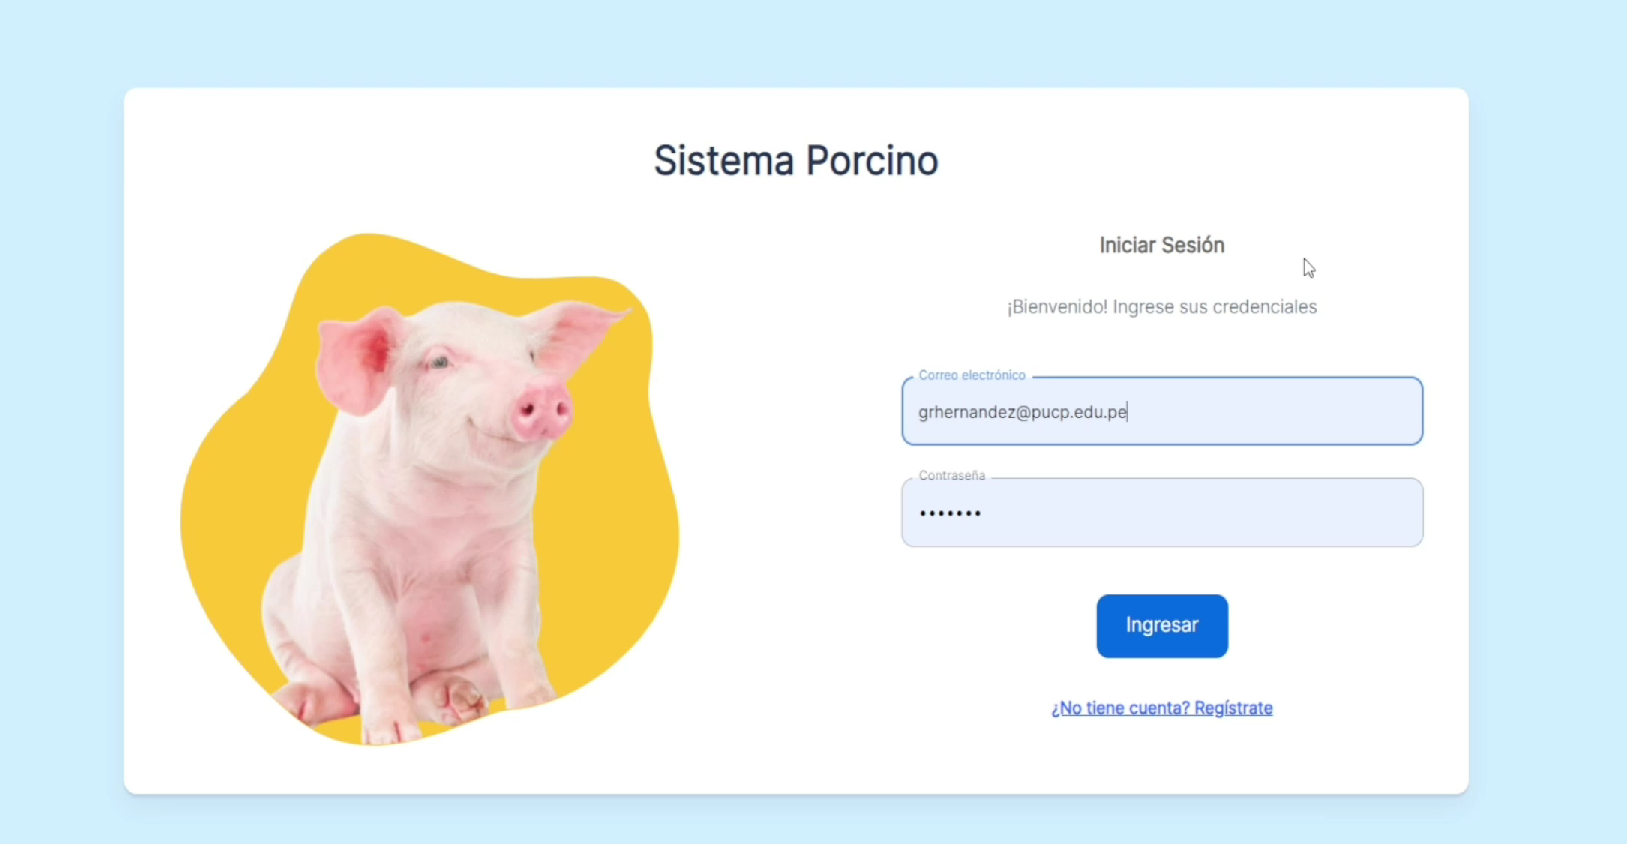 Sistema Porcino
Iniciar Sesión
¡Bienvenido! Ingrese sus credenciales
Correo electrónico
grhernandez@pucp.edu.pe
Contraseña
•••••••
Ingresar
¿No tiene cuenta? Regístrate